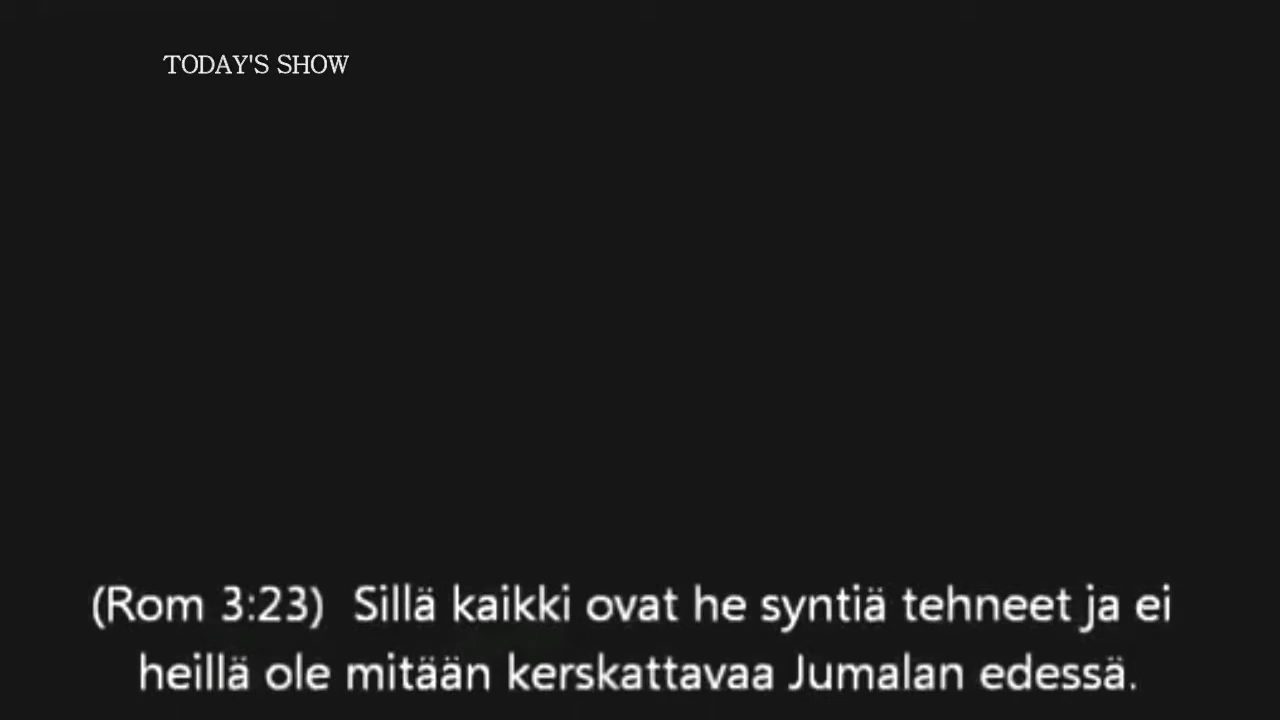 TODAY'S SHOW
(Rom 3:23)  Sillä kaikki ovat he syntiä tehneet ja ei
heillä ole mitään kerskattavaa Jumalan edessä.